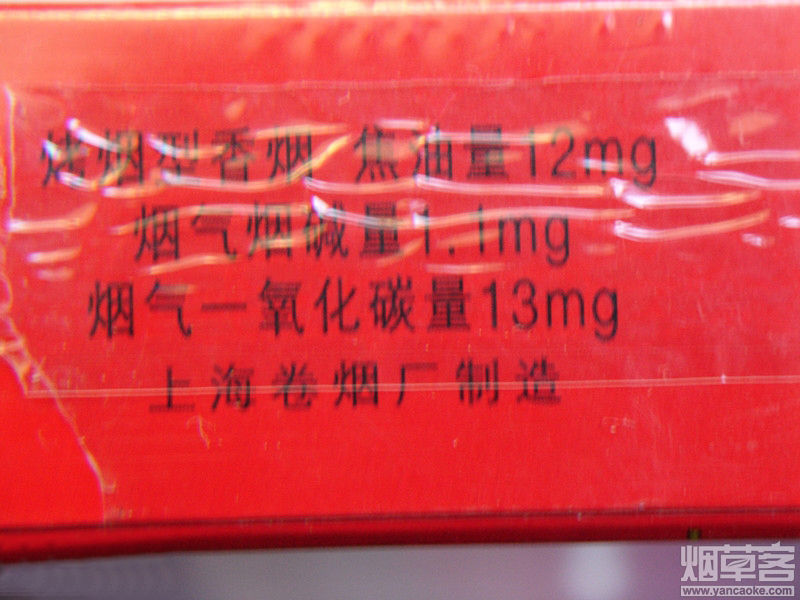 烤烟型香烟 焦油量12mg
烟气烟碱量1.1mg
烟气一氧化碳量13mg
上海卷烟厂制造
烟草客
www.yancaoke.com